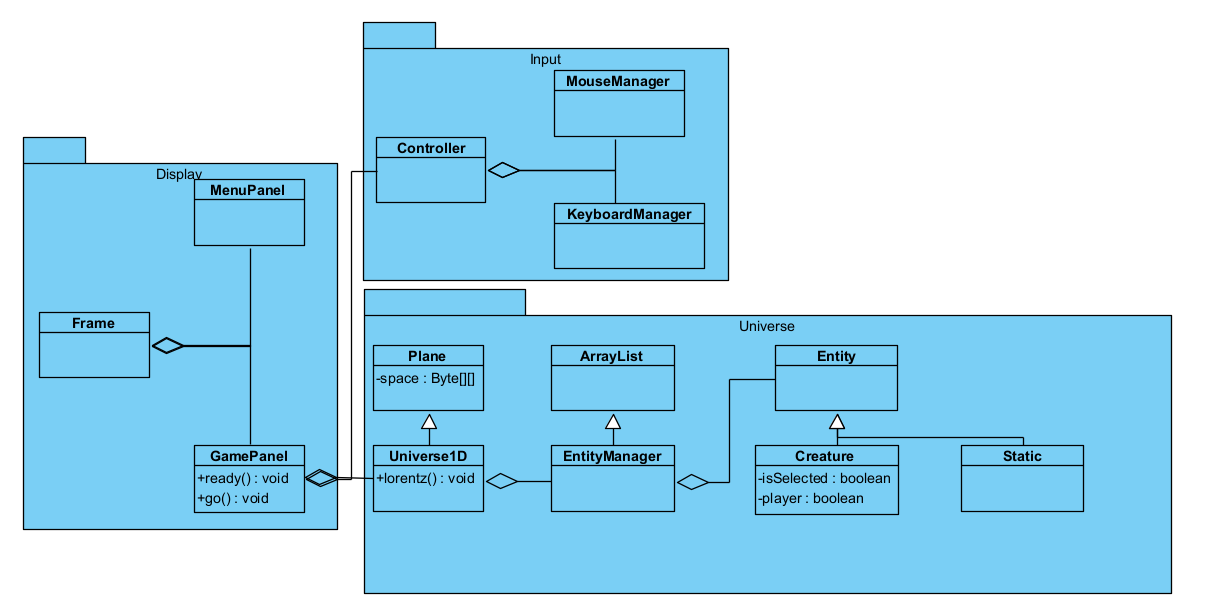 Input
MouseManager
Controller
KeyboardManager
Display
MenuPanel
Frame
GamePanel
+ready() : void
+go() : void
Universe
Plane
-space : Byte[][]
ArrayList
Entity
Universe1D
+lorentz() : void
EntityManager
Creature
-isSelected : boolean
-player : boolean
Static